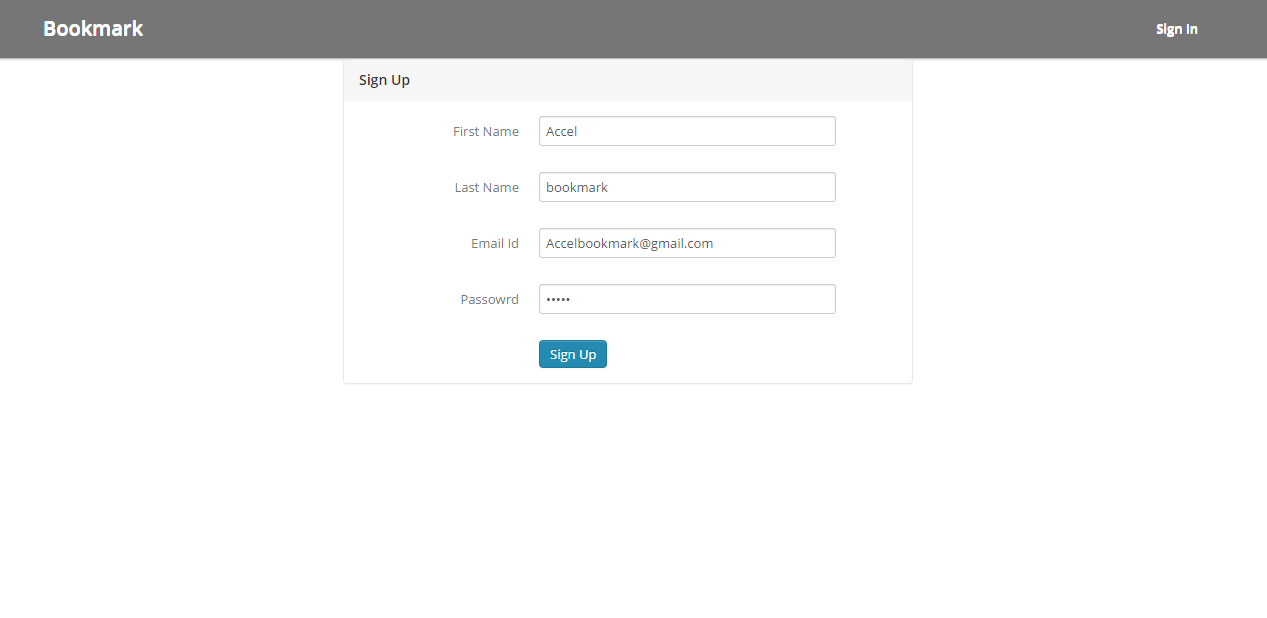 Bookmark
Sign In
Sign Up
First Name Accel
Last Name bookmark
Email Id Accelbookmark@gmail.com
Passowrd •••••
Sign Up